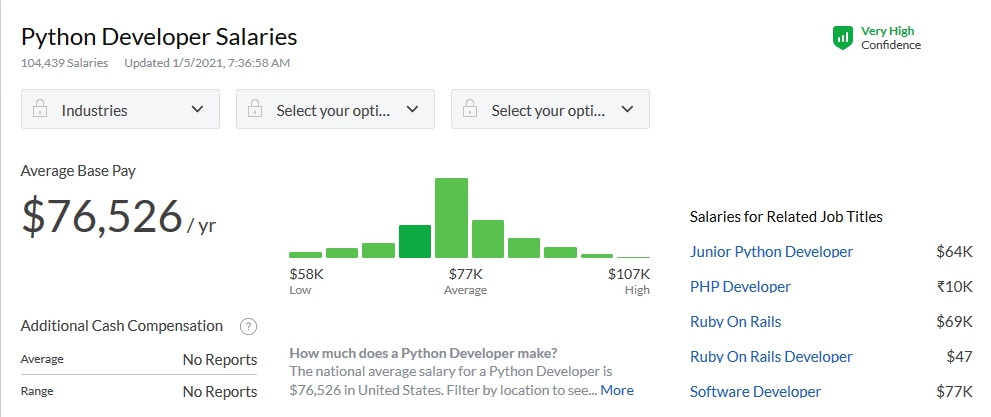 Python Developer Salaries
104,439 Salaries Updated 1/5/2021, 7:36:58 AM
Very High
Confidence
Industries
Select your opti...
Select your opti...
Average Base Pay
$76,526 / yr
$58K
Low
$77K
Average
$107K
High
Additional Cash Compensation ?
Average No Reports
Range No Reports
How much does a Python Developer make?
The national average salary for a Python Developer is
$76,526 in United States. Filter by location to see... More
Salaries for Related Job Titles
Junior Python Developer $64K
PHP Developer ₹10K
Ruby On Rails $69K
Ruby On Rails Developer $47
Software Developer $77K